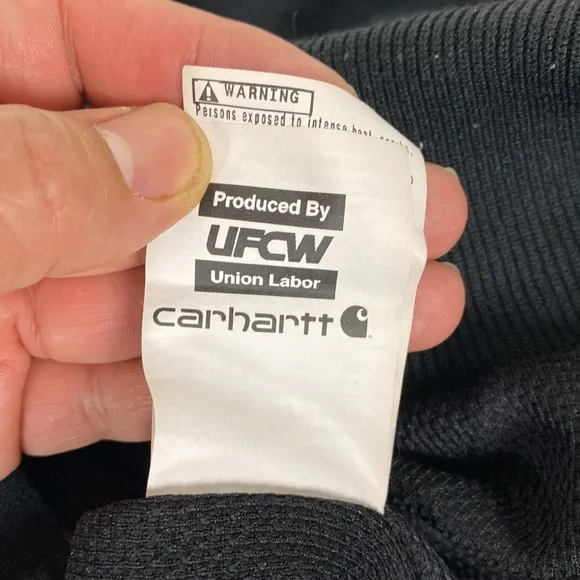 WARNING
Persons exposed to intense heat
Produced By
UFCW
Union Labor
carhartt